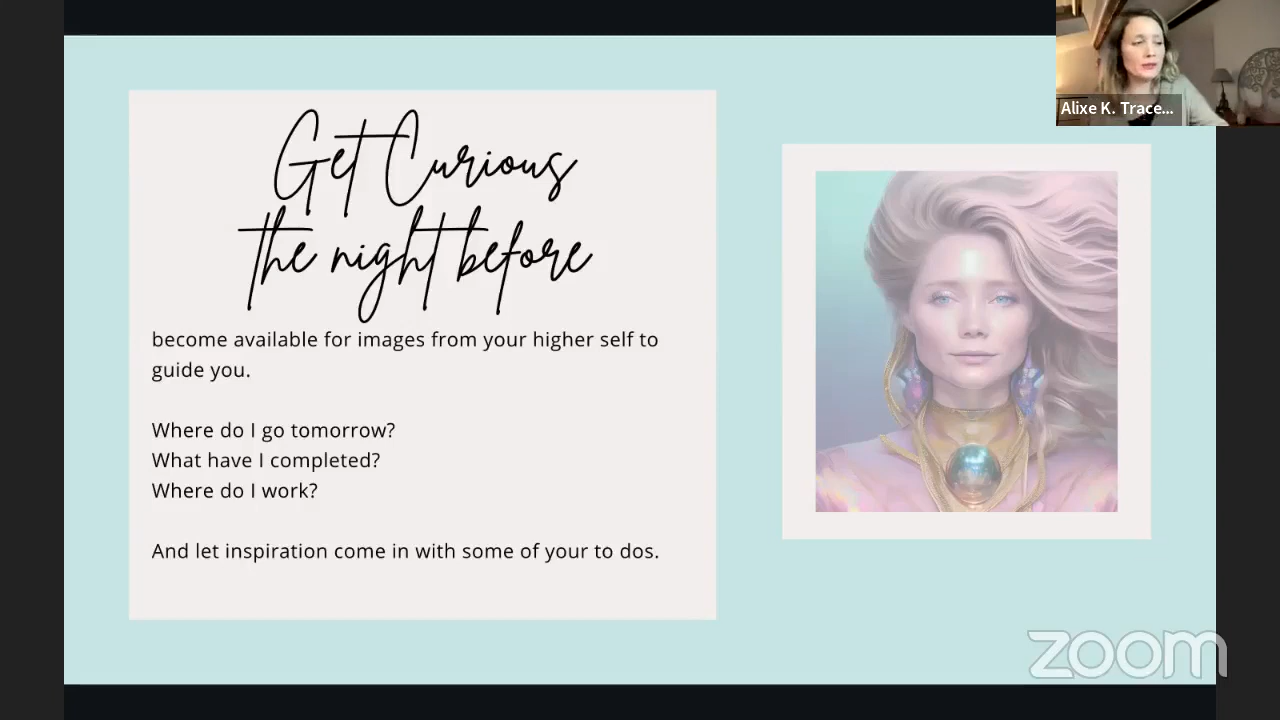 Alixe K. Trace...
Get Curious
the night before
become available for images from your higher self to
guide you.
Where do I go tomorrow?
What have I completed?
Where do I work?
And let inspiration come in with some of your to dos.
zoom